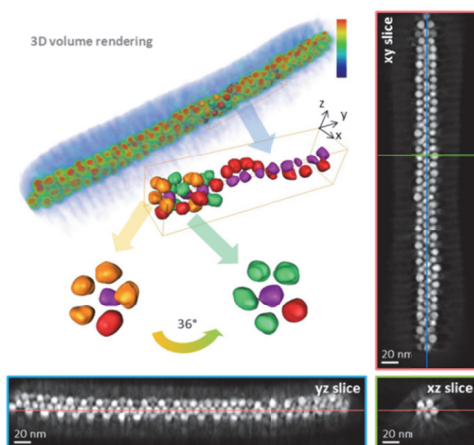 3D volume rendering
z
y
x
xy slice
36°
20 nm
yz slice
20 nm
xz slice
20 nm